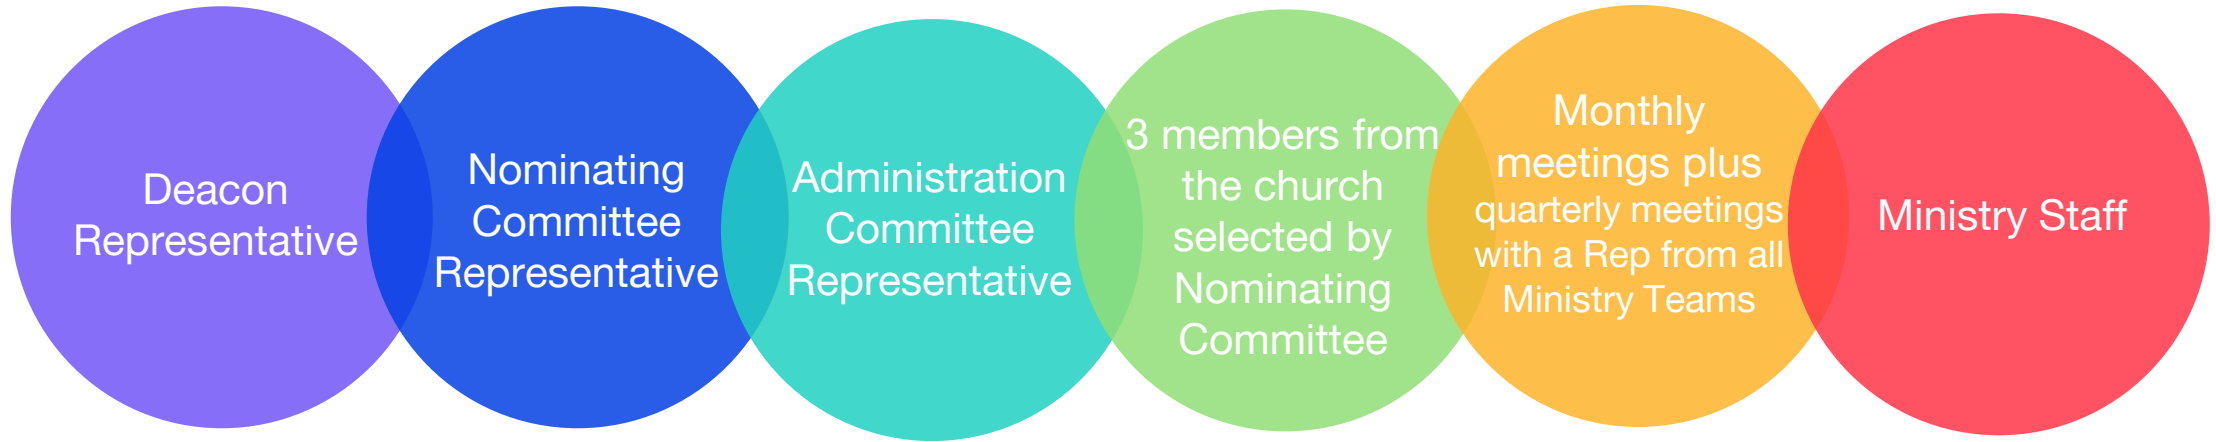 Deacon
Representative
Nominating
Committee
Representative
Administration
Committee
Representative
3 members from
the church
selected by
Nominating
Committee
Monthly
meetings plus
quarterly meetings
with a Rep from all
Ministry Teams
Ministry Staff